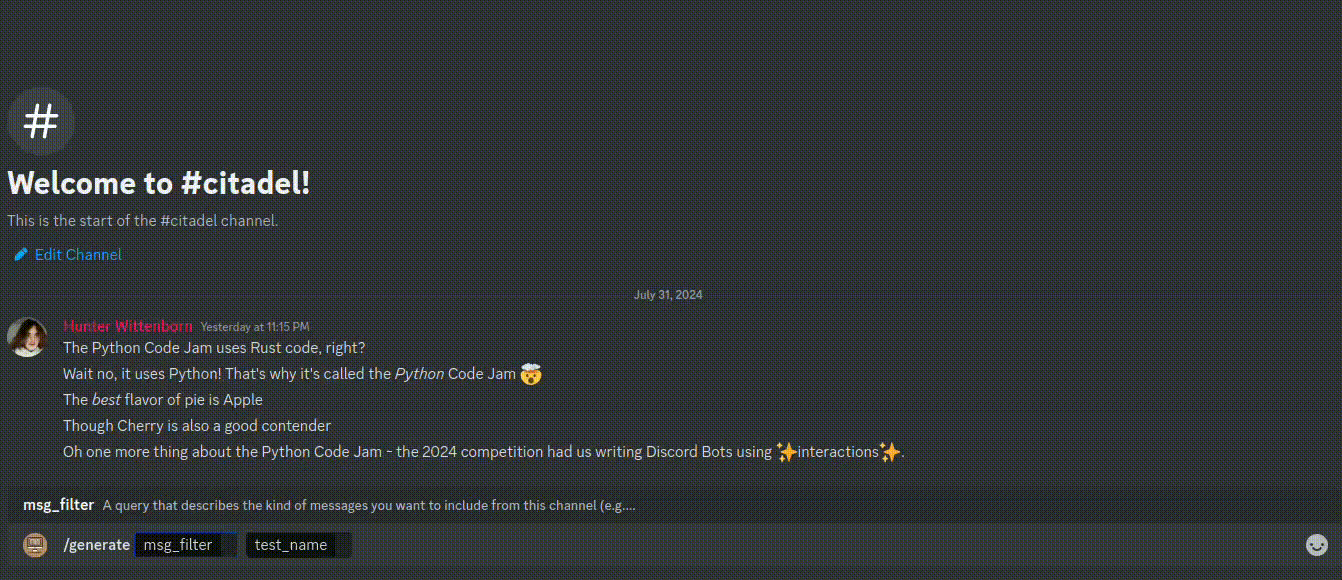 #
Welcome to #citadel!
This is the start of the #citadel channel.
Edit Channel
July 31, 2024
Hunter Wittenborn Yesterday at 11:15 PM
The Python Code Jam uses Rust code, right?
Wait no, it uses Python! That's why it's called the Python Code Jam 🤯
The best flavor of pie is Apple
Though Cherry is also a good contender
Oh one more thing about the Python Code Jam - the 2024 competition had us writing Discord Bots using ✨interactions✨.
msg_filter A query that describes the kind of messages you want to include from this channel (e.g....
/generate msg_filter test_name